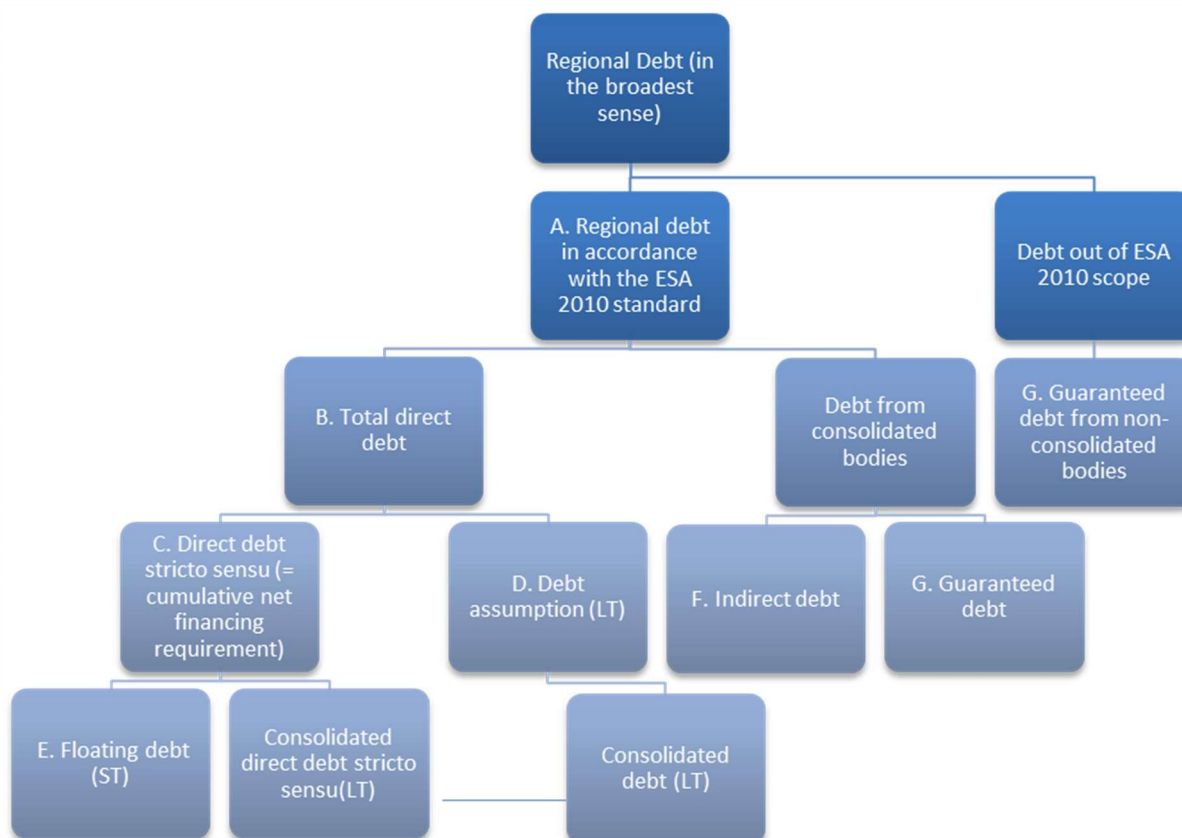 Regional Debt (in
the broadest
sense)
A. Regional debt
in accordance
with the ESA
2010 standard
Debt out of ESA
2010 scope
B. Total direct
debt
Debt from
consolidated
bodies
G. Guaranteed
debt from non-
consolidated
bodies
C. Direct debt
stricto sensu (=
cumulative net
financing
requirement)
D. Debt
assumption (LT)
F. Indirect debt
G. Guaranteed
debt
E. Floating debt
(ST)
Consolidated
direct debt stricto
sensu(LT)
Consolidated
debt (LT)